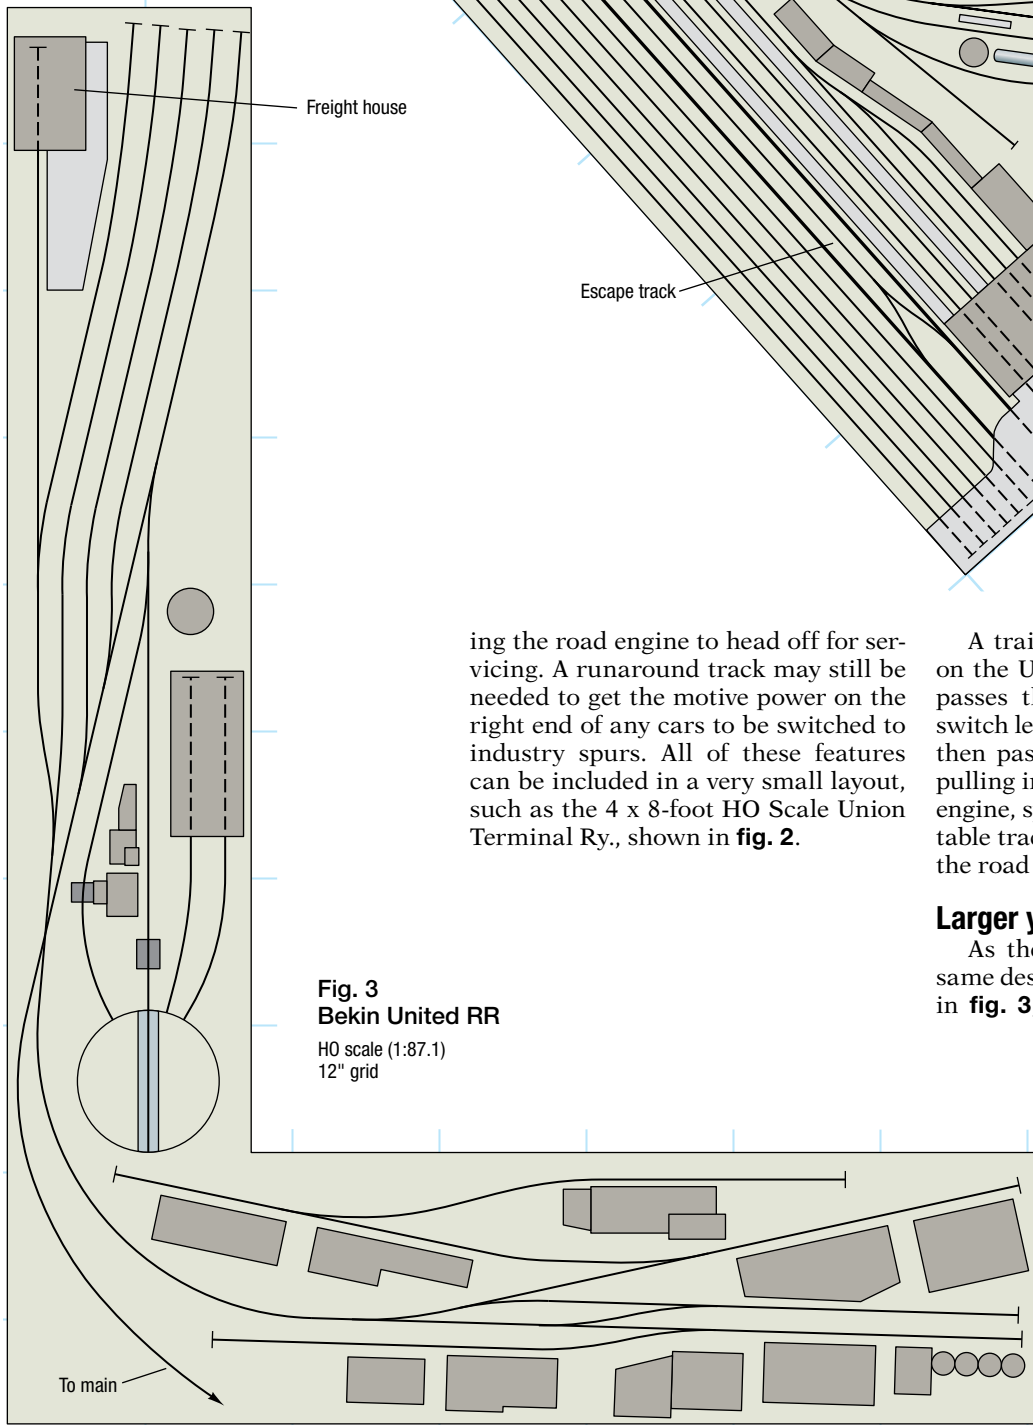 Freight house
Escape track
ing the road engine to head off for ser-
vicing. A runaround track may still be
needed to get the motive power on the
right end of any cars to be switched to
industry spurs. All of these features
can be included in a very small layout,
such as the 4 x 8-foot HO Scale Union
Terminal Ry., shown in fig. 2.
A trai
on the U
passes th
switch le
then pas
pulling in
engine, s
table trac
the road
Larger y
As the
same des
in fig. 3
Fig. 3
Bekin United RR
HO scale (1:87.1)
12" grid
To main